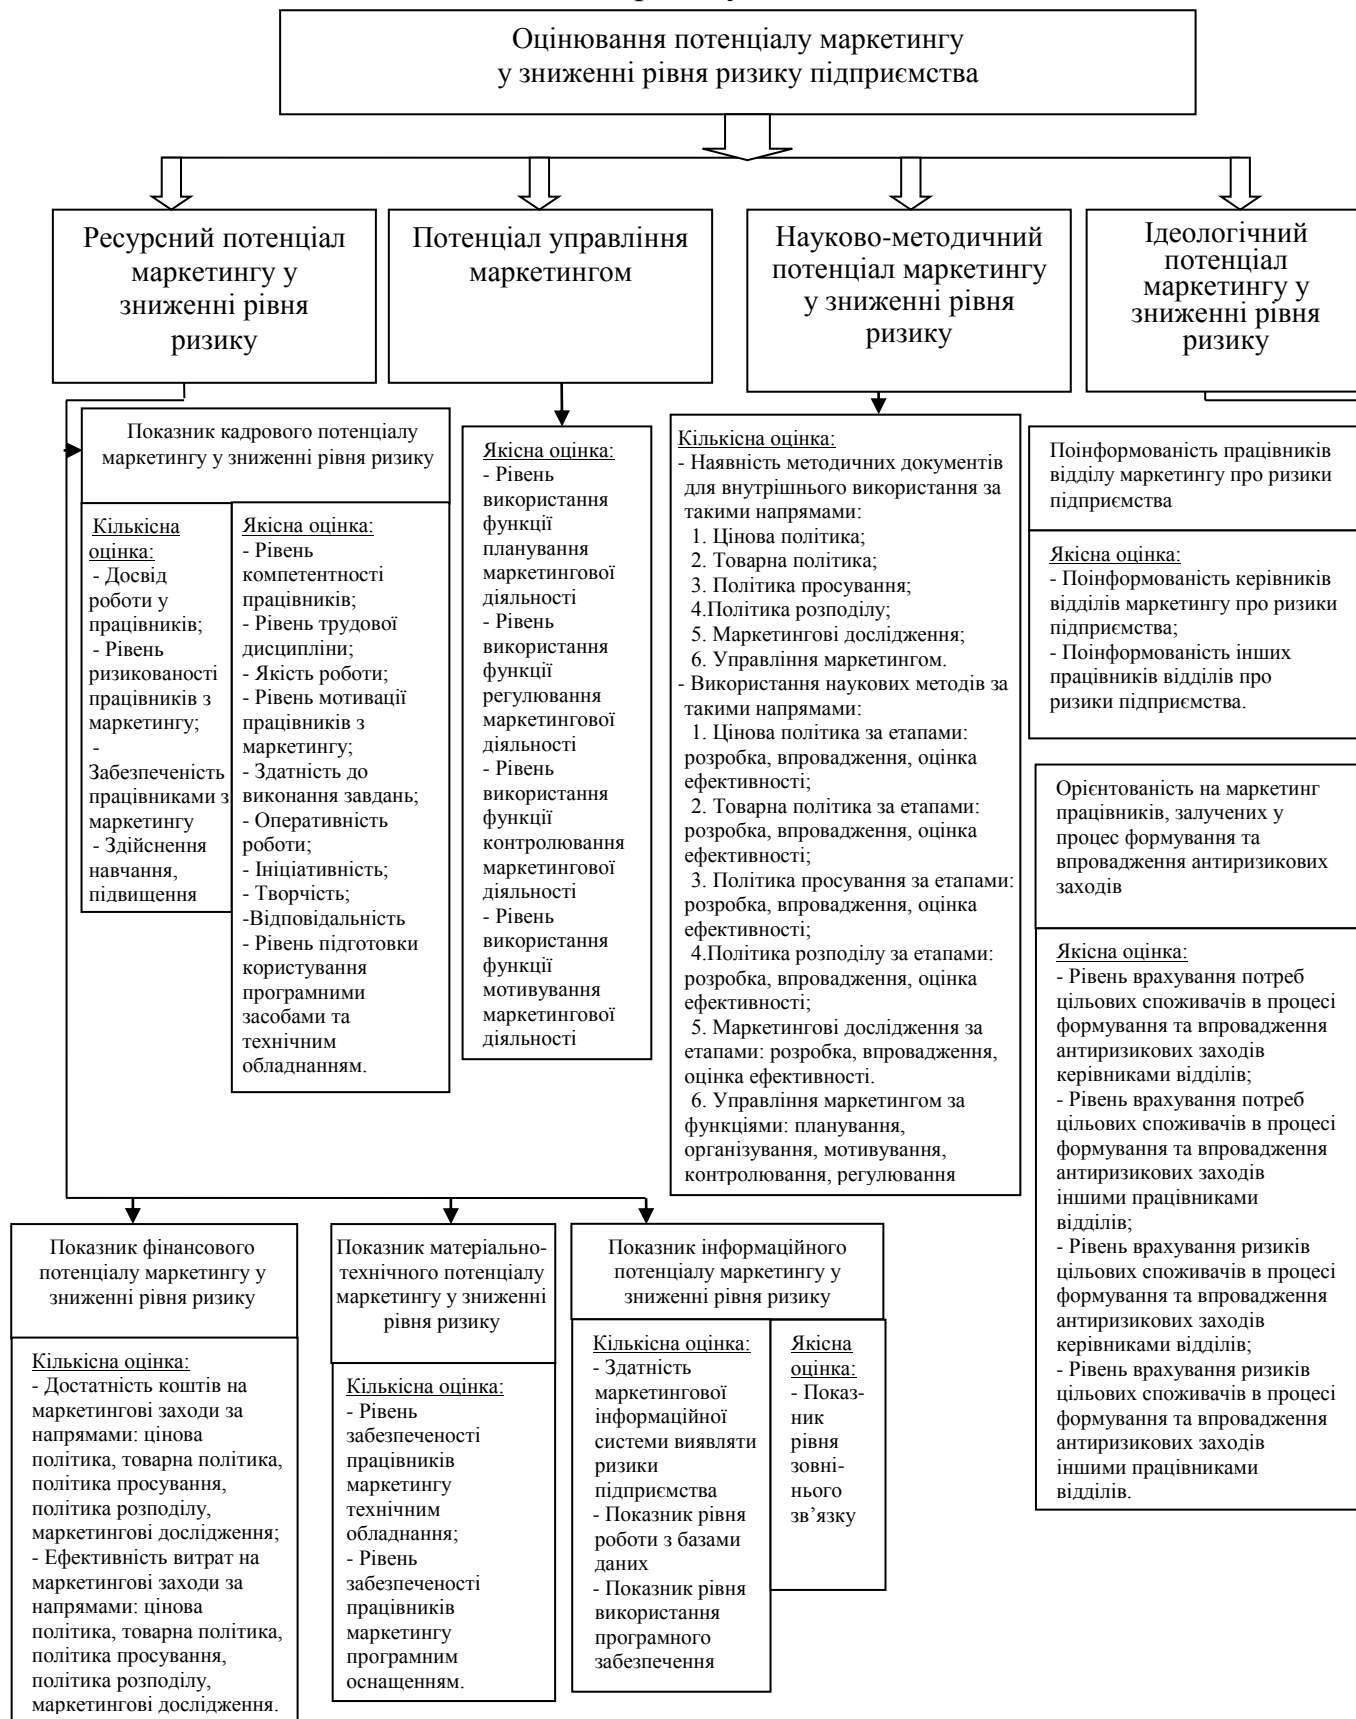 Оцінювання потенціалу маркетингу
у зниженні рівня ризику підприємства
Ресурсний потенціал
маркетингу у
зниженні рівня
ризику
Потенціал управління
маркетингом
Науково-методичний
потенціал маркетингу
у зниженні рівня
ризику
Ідеологічний
потенціал
маркетингу у
зниженні рівня
ризику
Показник кадрового потенціалу
маркетингу у зниженні рівня ризику
Кількісна
оцінка:
- Досвід
роботи у
працівників;
- Рівень
ризикованості
працівників з
маркетингу;
-
Забезпеченість
працівниками з
маркетингу
- Здійснення
навчання,
підвищення
Якісна оцінка:
- Рівень
компетентності
працівників;
- Рівень трудової
дисципліни;
- Якість роботи;
- Рівень мотивації
працівників з
маркетингу;
- Здатність до
виконання завдань;
- Оперативність
роботи;
- Ініціативність;
- Творчість;
-Відповідальність
- Рівень підготовки
користування
програмними
засобами та
технічним
обладнанням.
Якісна оцінка:
- Рівень
використання
функції
планування
маркетингової
діяльності
- Рівень
використання
функції
регулювання
маркетингової
діяльності
- Рівень
використання
функції
контролювання
маркетингової
діяльності
- Рівень
використання
функції
мотивування
маркетингової
діяльності
Кількісна оцінка:
- Наявність методичних документів
для внутрішнього використання за
такими напрямами:
1. Цінова політика;
2. Товарна політика;
3. Політика просування;
4.Політика розподілу;
5. Маркетингові дослідження;
6. Управління маркетингом.
- Використання наукових методів за
такими напрямами:
1. Цінова політика за етапами:
розробка, впровадження, оцінка
ефективності;
2. Товарна політика за етапами:
розробка, впровадження, оцінка
ефективності;
3. Політика просування за етапами:
розробка, впровадження, оцінка
ефективності;
4.Політика розподілу за етапами:
розробка, впровадження, оцінка
ефективності;
5. Маркетингові дослідження за
етапами: розробка, впровадження,
оцінка ефективності.
6. Управління маркетингом за
функціями: планування,
організування, мотивування,
контролювання, регулювання
Поінформованість працівників
відділу маркетингу про ризики
підприємства
Якісна оцінка:
- Поінформованість керівників
відділів маркетингу про ризики
підприємства;
- Поінформованість інших
працівників відділів про
ризики підприємства.
Орієнтованість на маркетинг
працівників, залучених у
процес формування та
впровадження антиризикових
заходів
Якісна оцінка:
- Рівень врахування потреб
цільових споживачів в процесі
формування та впровадження
антиризикових заходів
керівниками відділів;
- Рівень врахування потреб
цільових споживачів в процесі
формування та впровадження
антиризикових заходів
іншими працівниками
відділів;
- Рівень врахування ризиків
цільових споживачів в процесі
формування та впровадження
антиризикових заходів
керівниками відділів;
- Рівень врахування ризиків
цільових споживачів в процесі
формування та впровадження
антиризикових заходів
іншими працівниками
відділів.
Показник фінансового
потенціалу маркетингу у
зниженні рівня ризику
Кількісна оцінка:
- Достатність коштів на
маркетингові заходи за
напрямами: цінова
політика, товарна політика,
політика просування,
політика розподілу,
маркетингові дослідження;
- Ефективність витрат на
маркетингові заходи за
напрямами: цінова
політика, товарна політика,
політика просування,
політика розподілу,
маркетингові дослідження.
Показник матеріально-
технічного потенціалу
маркетингу у зниженні
рівня ризику
Кількісна оцінка:
- Рівень
забезпеченості
працівників
маркетингу
технічним
обладнання;
- Рівень
забезпеченості
працівників
маркетингу
програмним
оснащенням.
Показник інформаційного
потенціалу маркетингу у
зниженні рівня ризику
Кількісна оцінка:
- Здатність
маркетингової
інформаційної
системи виявляти
ризики
підприємства
- Показник рівня
роботи з базами
даних
- Показник рівня
використання
програмного
забезпечення
Якісна
оцінка:
- Показ-
ник
рівня
зовні-
нього
зв’язку